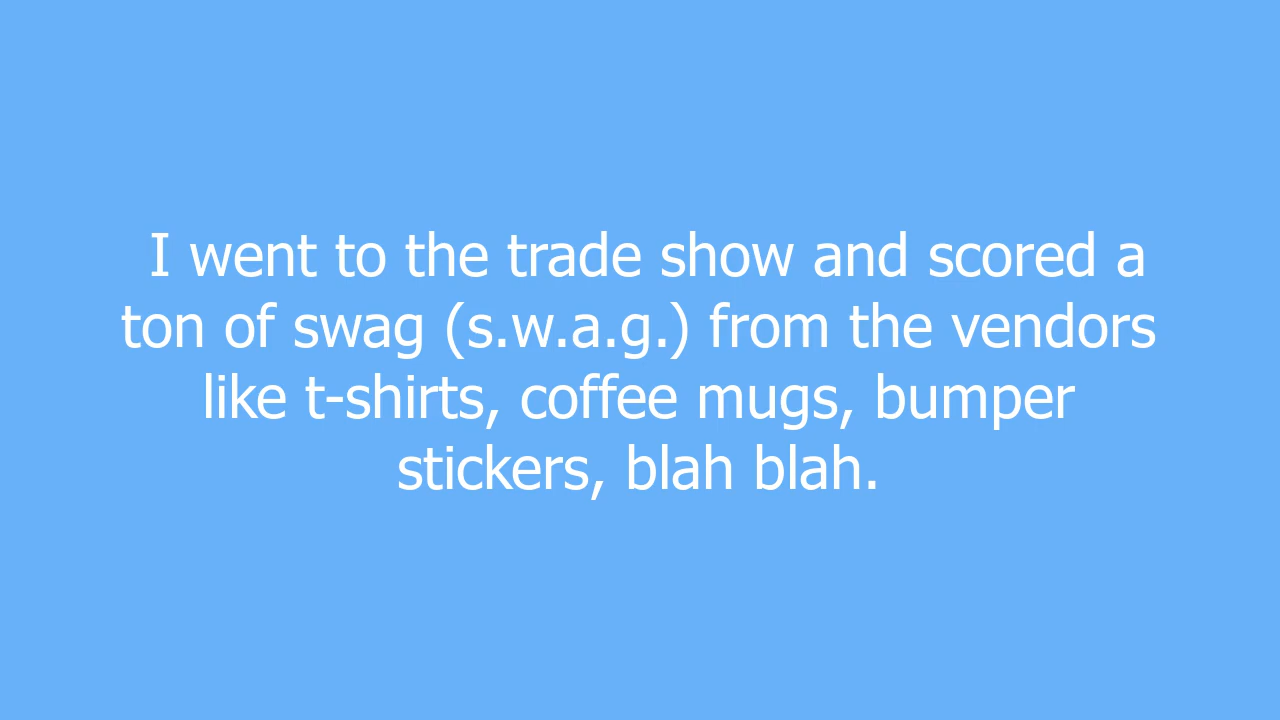 I went to the trade show and scored a
ton of swag (s.w.a.g.) from the vendors
like t-shirts, coffee mugs, bumper
stickers, blah blah.